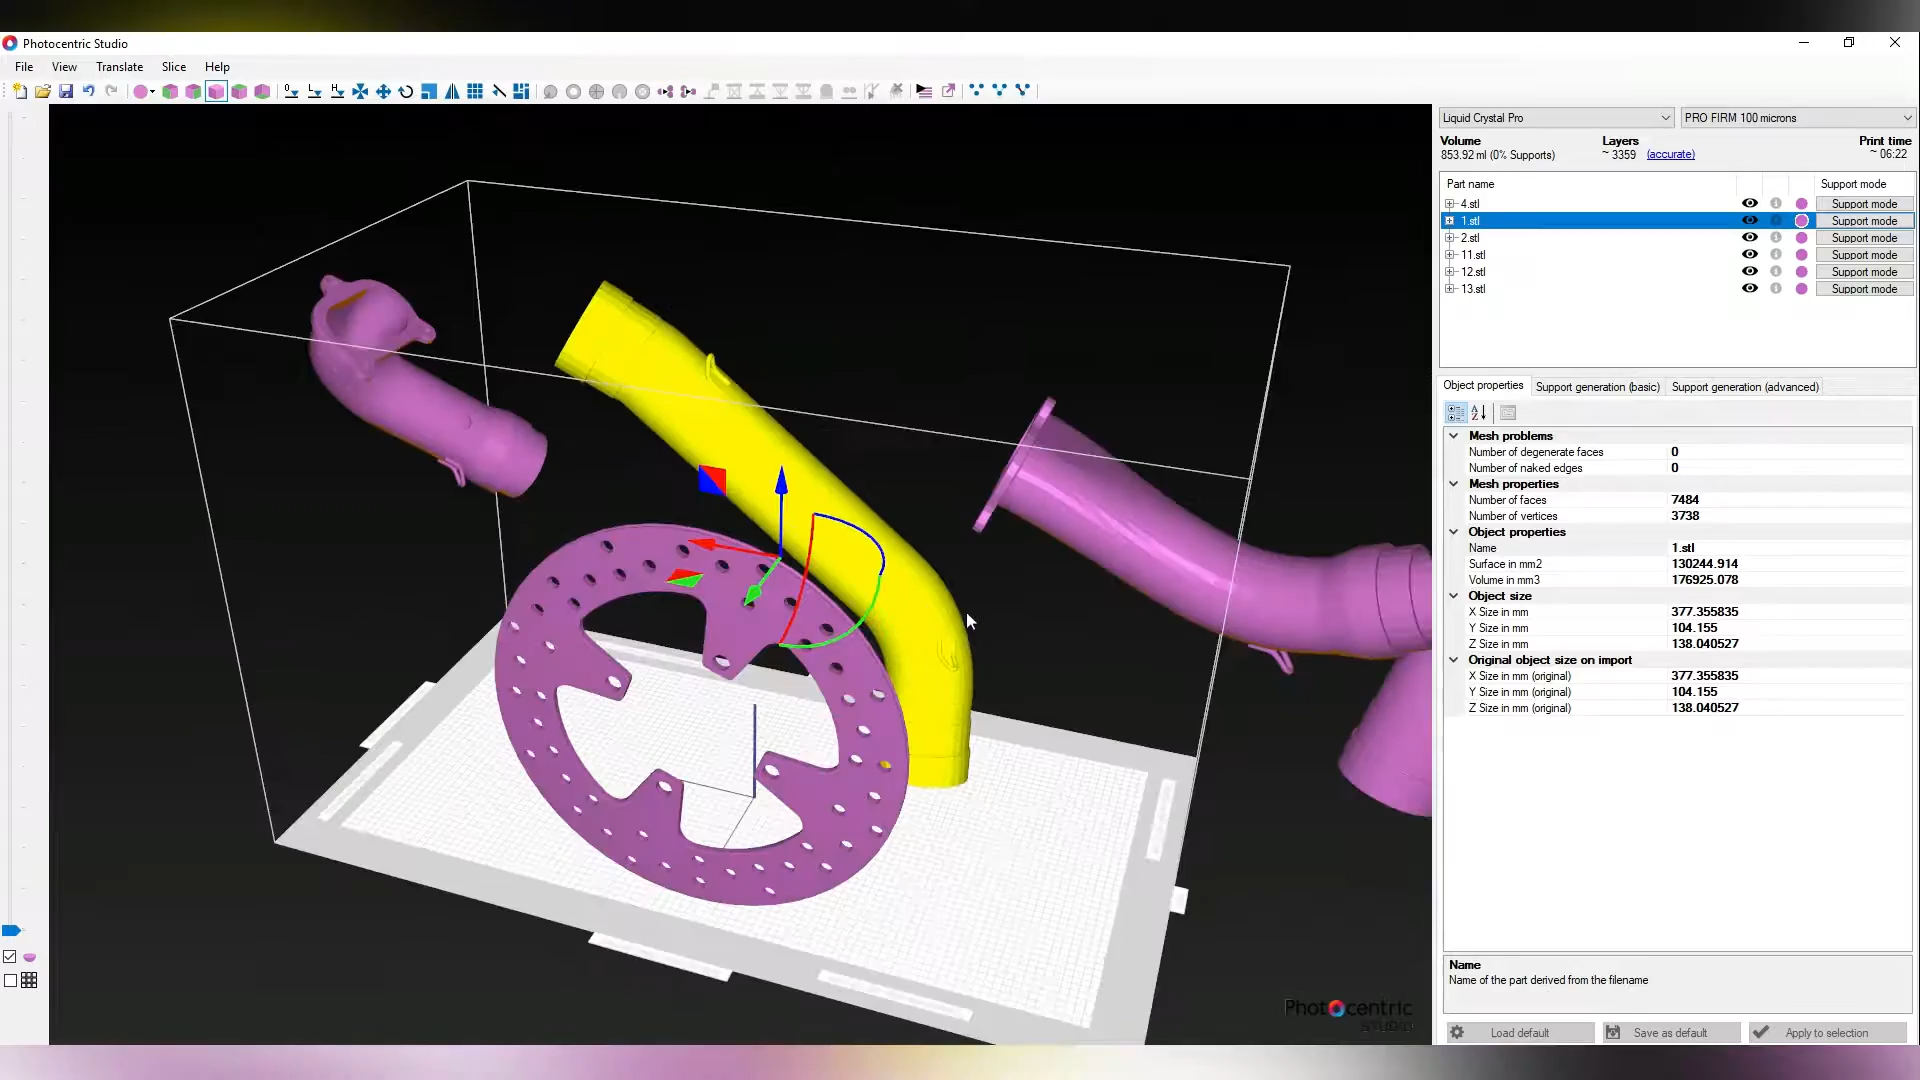 Photocentric Studio
File View Translate Slice Help
Liquid Crystal Pro PRO FIRM 100 microns
Volume Layers Print time
853.92 ml (0% Supports) ~ 3359 (accurate) ~ 06:22
Part name Support mode
4.stl Support mode
1.stl Support mode
2.stl Support mode
11.stl Support mode
12.stl Support mode
13.stl Support mode
Object properties Support generation (basic) Support generation (advanced)
Mesh problems
Number of degenerate faces 0
Number of naked edges 0
Mesh properties
Number of faces 7484
Number of vertices 3738
Object properties
Name 1.stl
Surface in mm2 130244.914
Volume in mm3 176925.078
Object size
X Size in mm 377.355835
Y Size in mm 104.155
Z Size in mm 138.040527
Original object size on import
X Size in mm (original) 377.355835
Y Size in mm (original) 104.155
Z Size in mm (original) 138.040527
Name
Name of the part derived from the filename
Photocentric
STUDIO
Load default Save as default Apply to selection